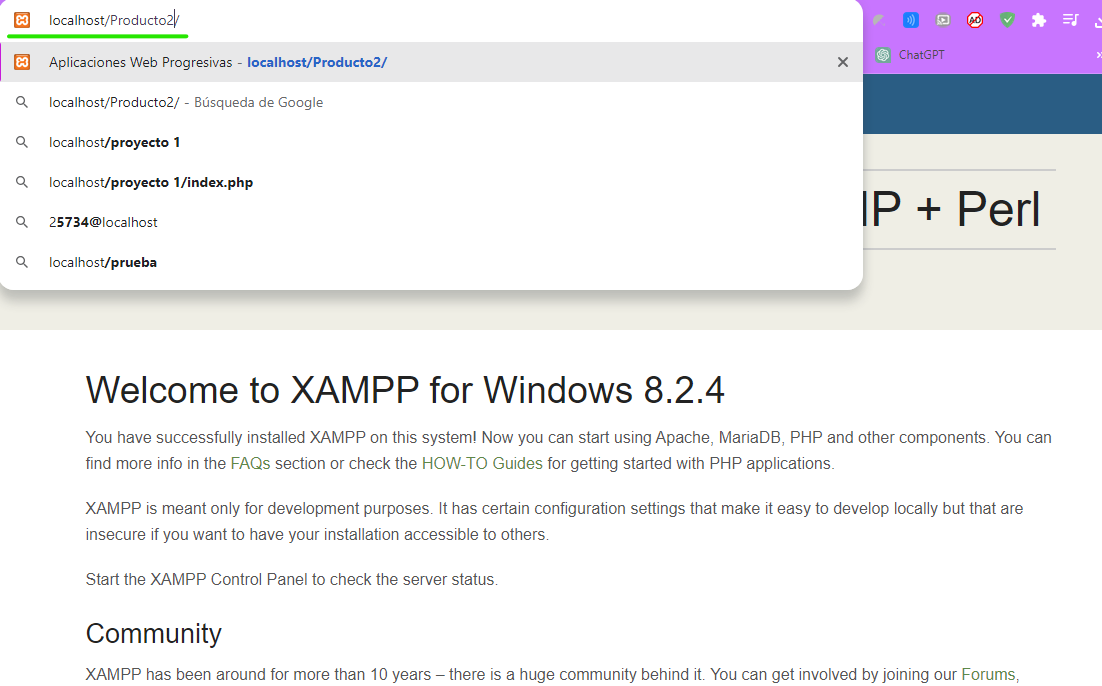 localhost/Producto2/
Aplicaciones Web Progresivas - localhost/Producto2/
ChatGPT
localhost/Producto2/ - Búsqueda de Google
localhost/proyecto 1
localhost/proyecto 1/index.php
25734@localhost
localhost/prueba
HP + Perl
Welcome to XAMPP for Windows 8.2.4
You have successfully installed XAMPP on this system! Now you can start using Apache, MariaDB, PHP and other components. You can
find more info in the FAQs section or check the HOW-TO Guides for getting started with PHP applications.
XAMPP is meant only for development purposes. It has certain configuration settings that make it easy to develop locally but that are
insecure if you want to have your installation accessible to others.
Start the XAMPP Control Panel to check the server status.
Community
XAMPP has been around for more than 10 years – there is a huge community behind it. You can get involved by joining our Forums,